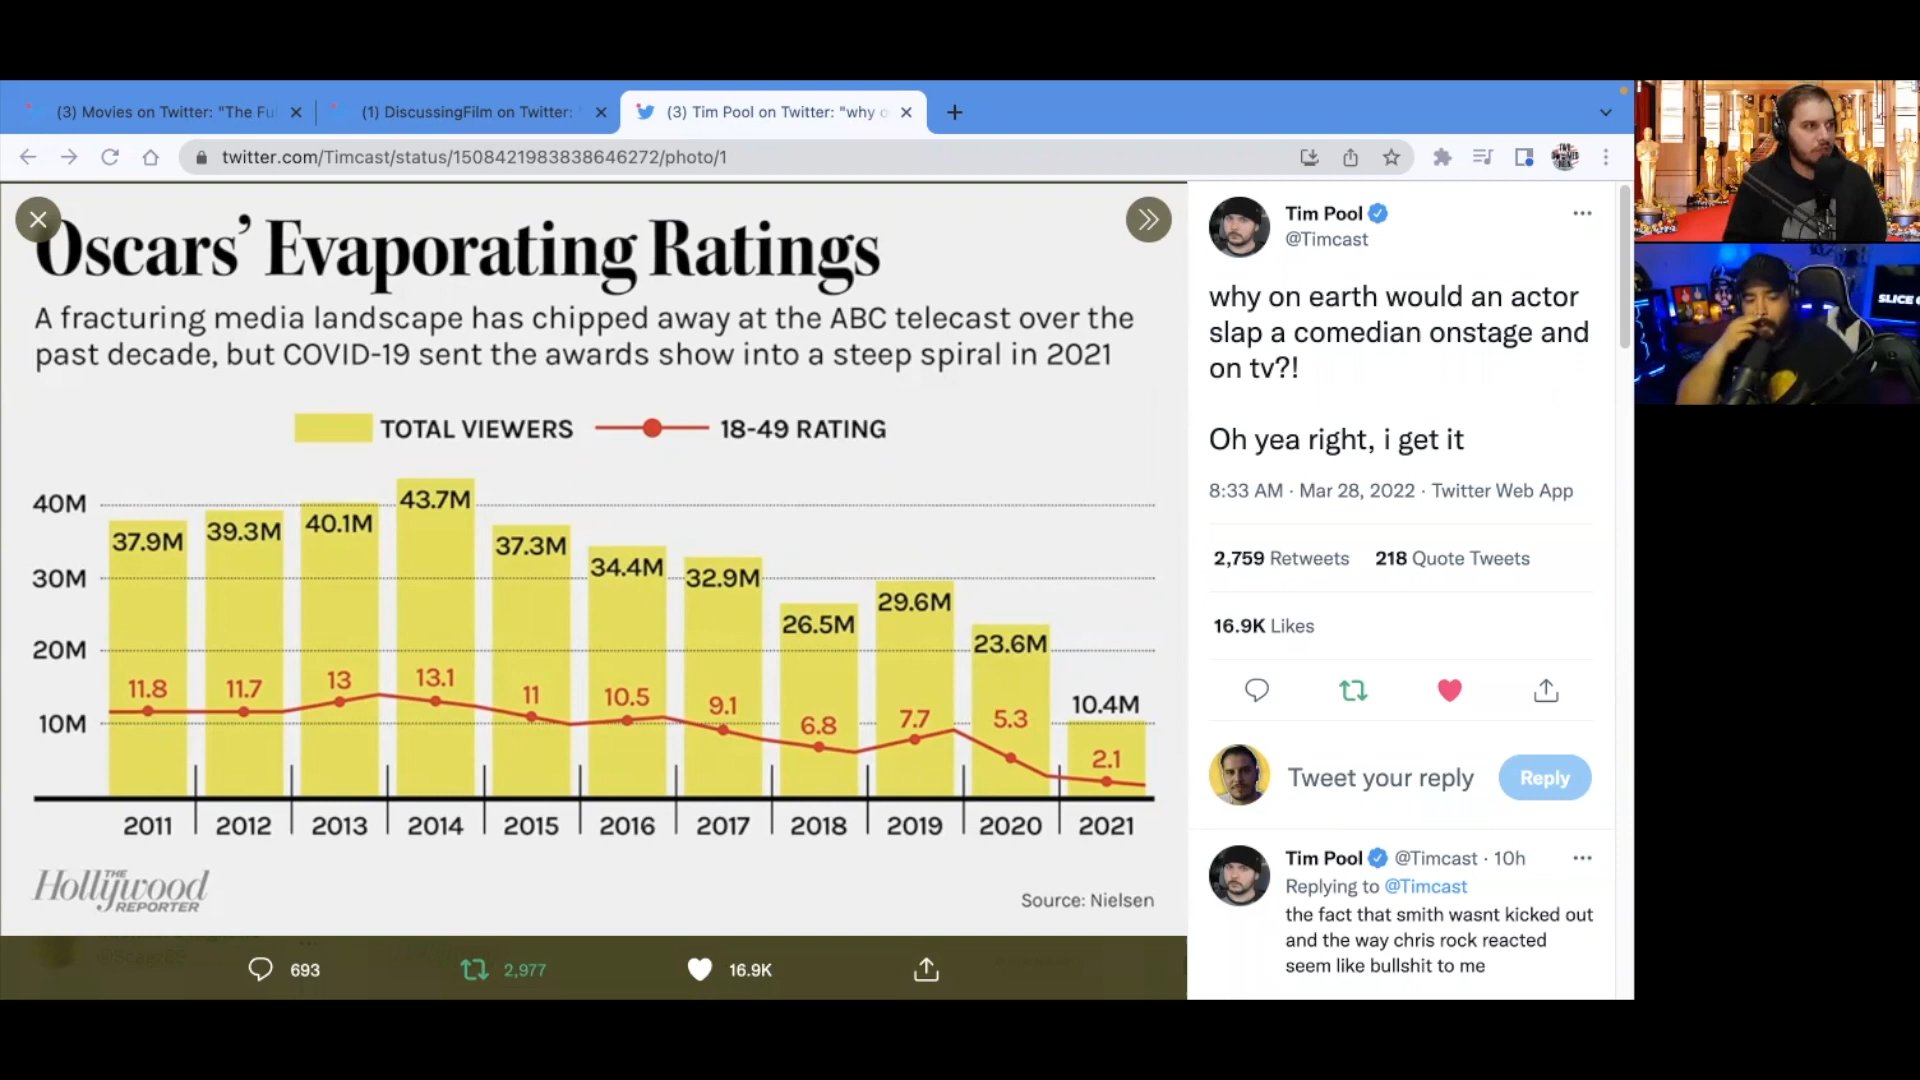 (3) Movies on Twitter: "The Fu
(1) DiscussingFilm on Twitter: "
(3) Tim Pool on Twitter: "why o
twitter.com/Timcast/status/1508421983838646272/photo/1
Oscars' Evaporating Ratings
A fracturing media landscape has chipped away at the ABC telecast over the
past decade, but COVID-19 sent the awards show into a steep spiral in 2021
TOTAL VIEWERS
18-49 RATING
40M
30M
20M
10M
37.9M
39.3M
40.1M
43.7M
37.3M
34.4M
32.9M
26.5M
29.6M
23.6M
10.4M
11.8
11.7
13
13.1
11
10.5
9.1
6.8
7.7
5.3
2.1
2011
2012
2013
2014
2015
2016
2017
2018
2019
2020
2021
THE
Hollywood
REPORTER
Source: Nielsen
693
2,977
16.9K
Tim Pool
@Timcast
why on earth would an actor
slap a comedian onstage and
on tv?!
Oh yea right, i get it
8:33 AM · Mar 28, 2022 · Twitter Web App
2,759 Retweets 218 Quote Tweets
16.9K Likes
Tweet your reply
Reply
Tim Pool @Timcast · 10h
Replying to @Timcast
the fact that smith wasnt kicked out
and the way chris rock reacted
seem like bullshit to me
SLICE